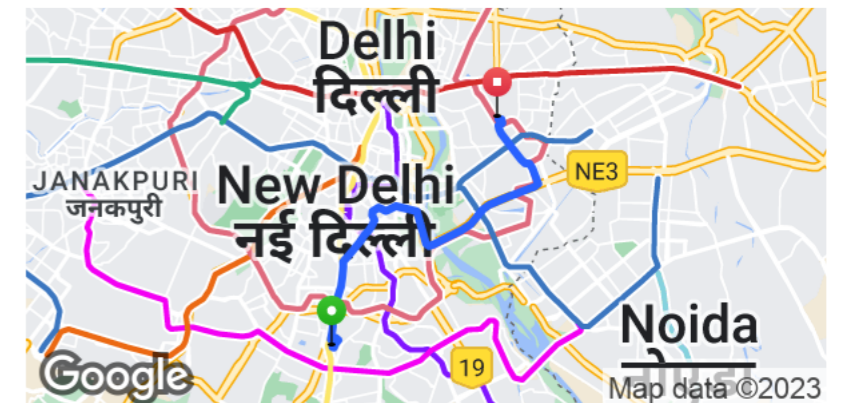 Delhi
दिल्ली
NE3
JANAKPURI
जनकपुरी
New Delhi
नई दिल्ली
Noida
19
Google
Map data ©2023